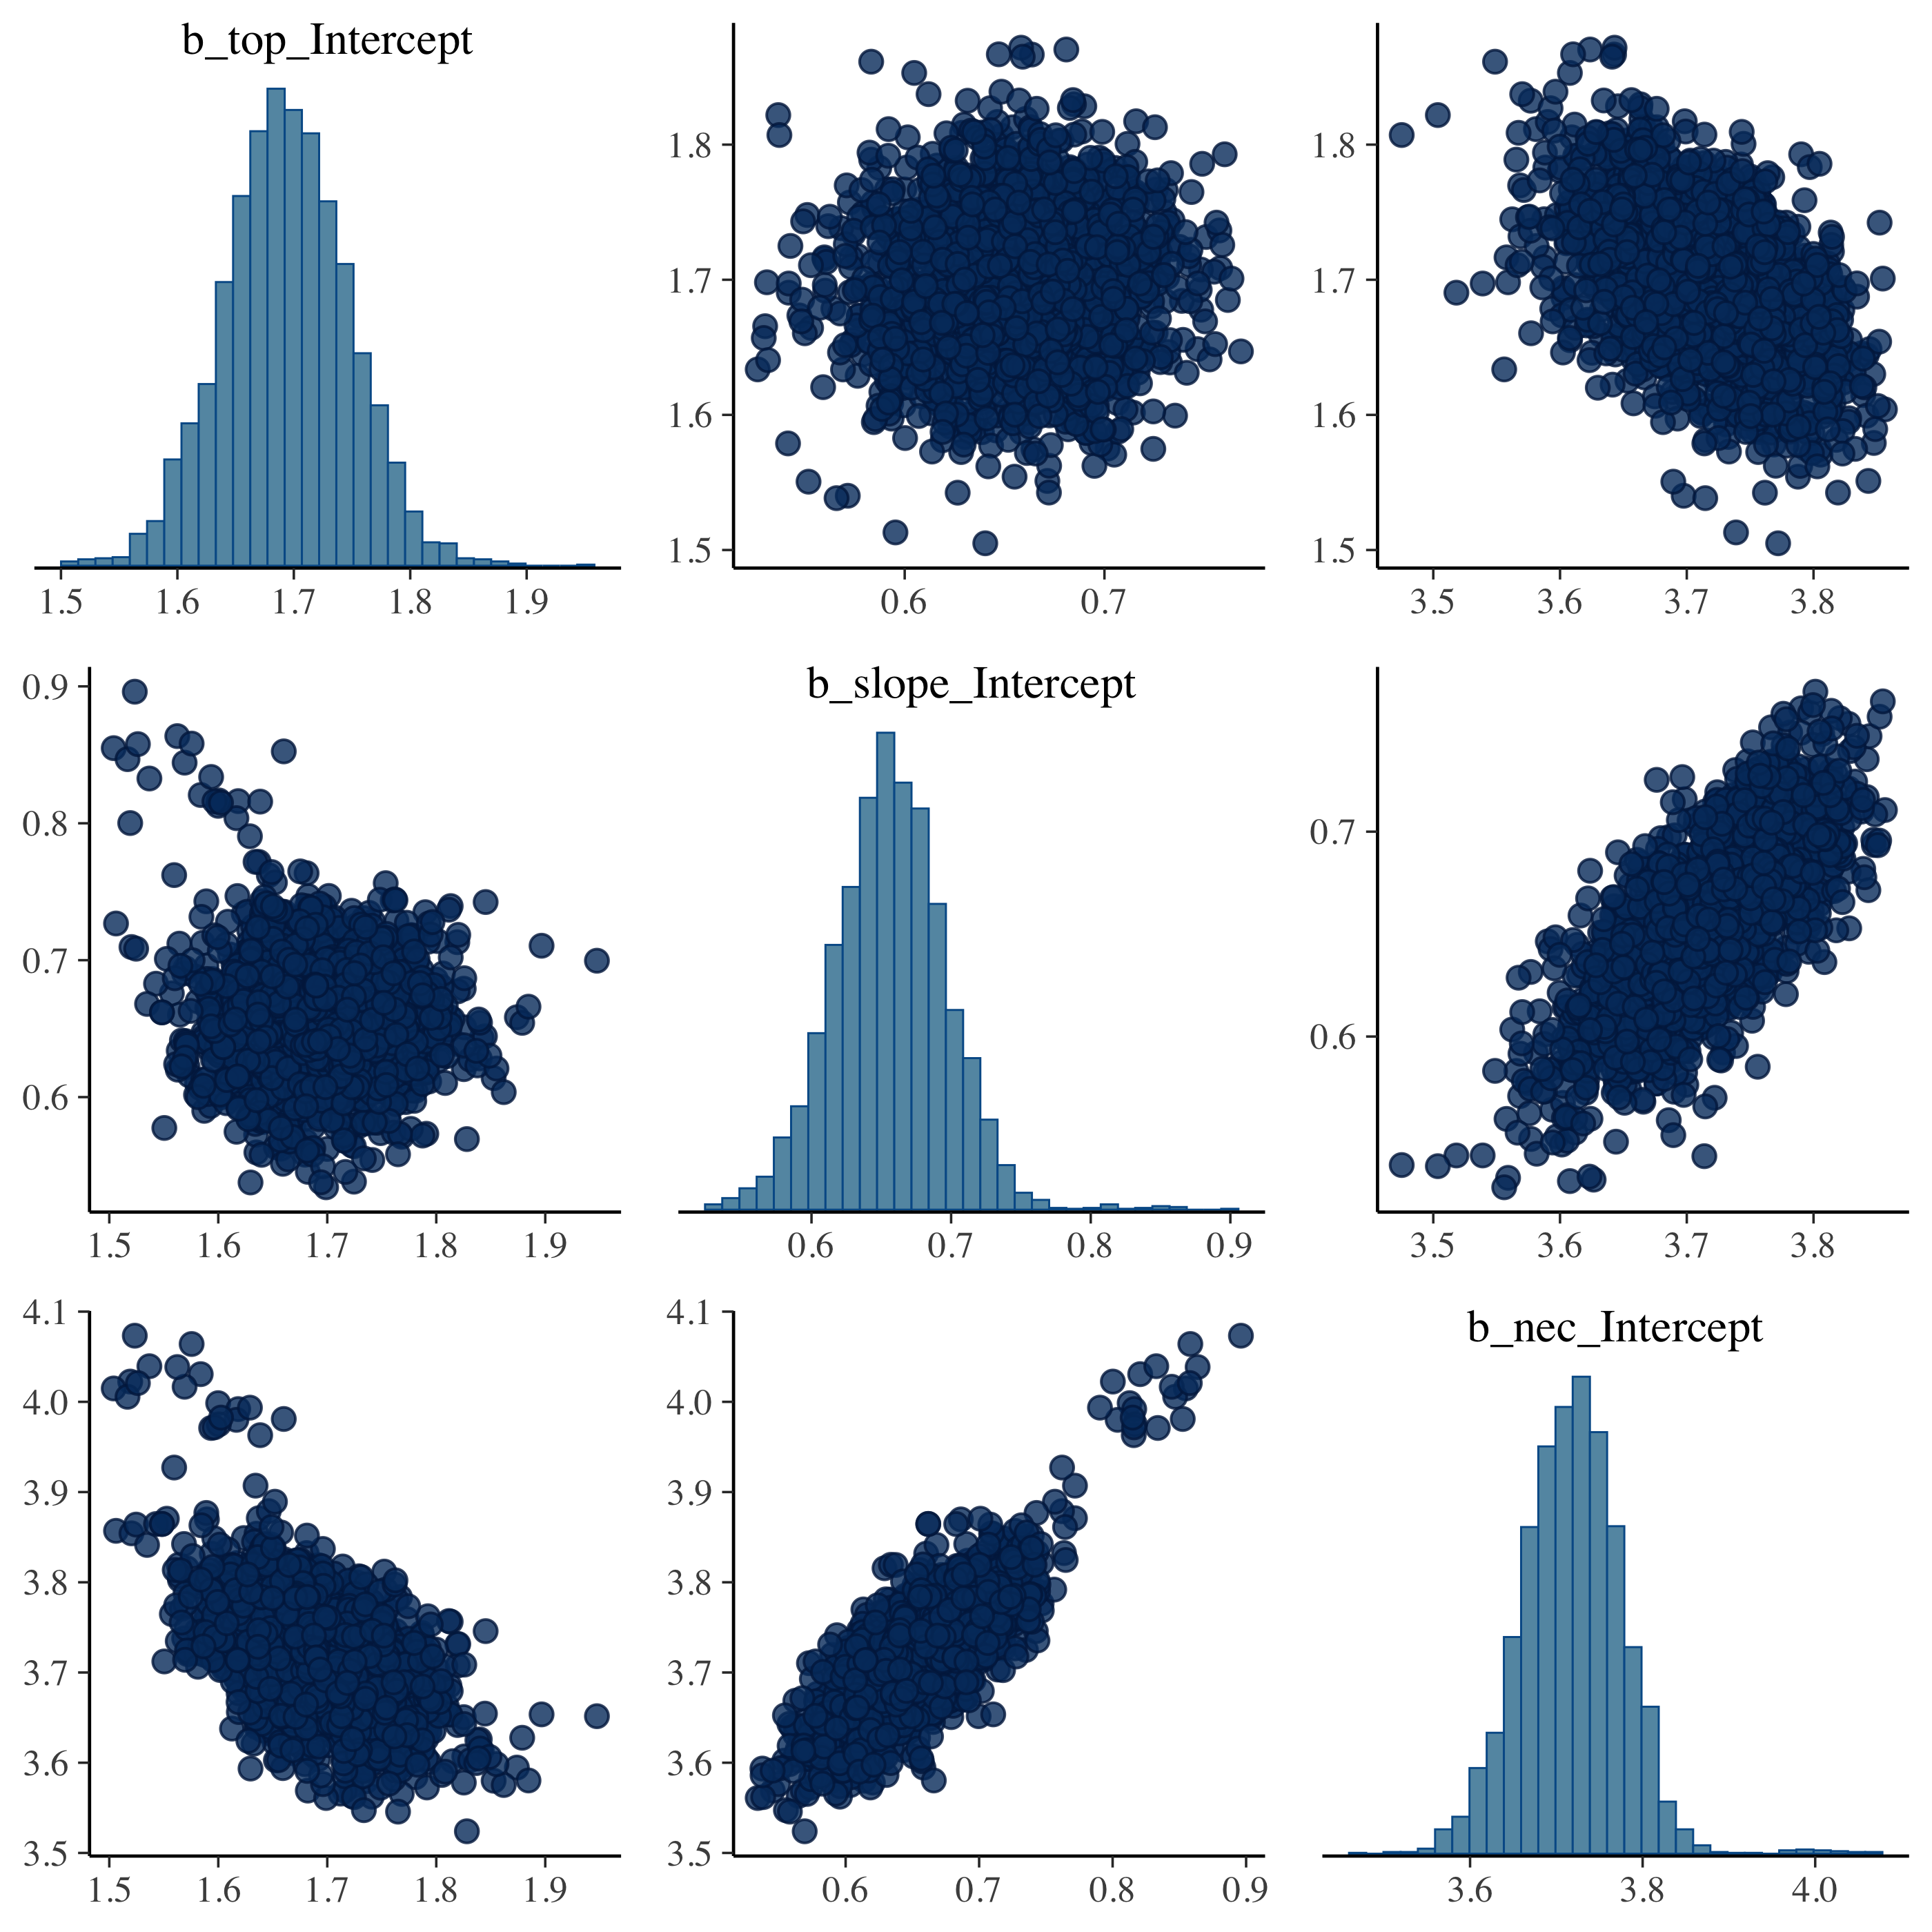 b_top_Intercept
1.5 1.6 1.7 1.8 1.9
1.8
1.7
1.6
1.5
0.6 0.7
1.8
1.7
1.6
1.5
3.5 3.6 3.7 3.8
0.9
0.8
0.7
0.6
1.5 1.6 1.7 1.8 1.9
b_slope_Intercept
0.6 0.7 0.8 0.9
0.7
0.6
3.5 3.6 3.7 3.8
4.1
4.0
3.9
3.8
3.7
3.6
3.5
1.5 1.6 1.7 1.8 1.9
4.1
4.0
3.9
3.8
3.7
3.6
3.5
0.6 0.7 0.8 0.9
b_nec_Intercept
3.6 3.8 4.0